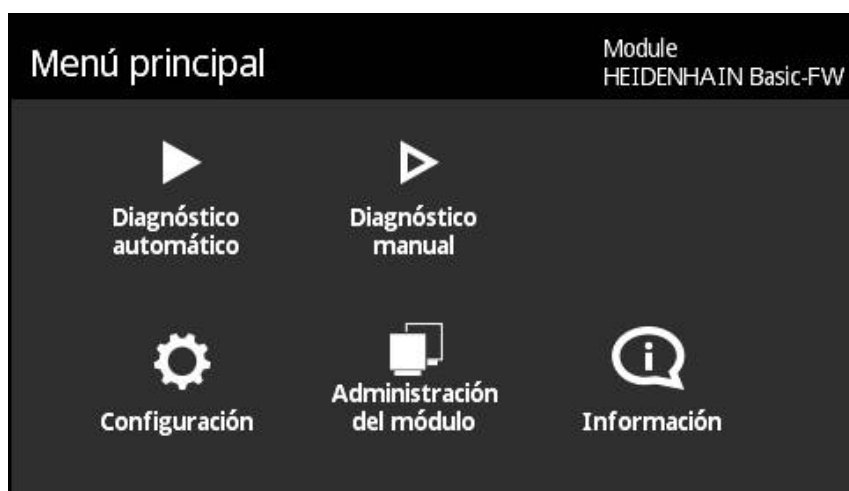 Menú principal
Module
HEIDENHAIN Basic-FW
Diagnóstico
automático
Diagnóstico
manual
Configuración
Administración
del módulo
Información